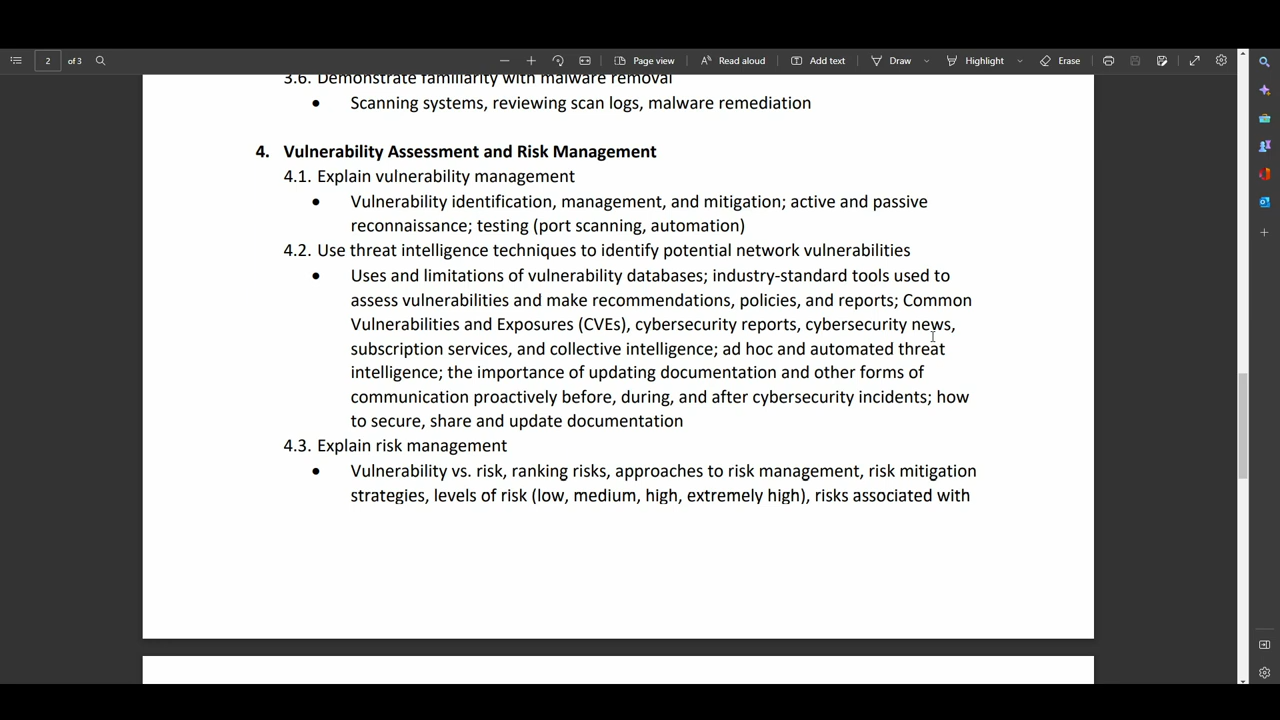 2 of 3 Page view Read aloud Add text Draw Highlight Erase
3.6. Demonstrate familiarity with malware removal
• Scanning systems, reviewing scan logs, malware remediation
4. Vulnerability Assessment and Risk Management
4.1. Explain vulnerability management
• Vulnerability identification, management, and mitigation; active and passive
reconnaissance; testing (port scanning, automation)
4.2. Use threat intelligence techniques to identify potential network vulnerabilities
• Uses and limitations of vulnerability databases; industry-standard tools used to
assess vulnerabilities and make recommendations, policies, and reports; Common
Vulnerabilities and Exposures (CVEs), cybersecurity reports, cybersecurity news,
subscription services, and collective intelligence; ad hoc and automated threat
intelligence; the importance of updating documentation and other forms of
communication proactively before, during, and after cybersecurity incidents; how
to secure, share and update documentation
4.3. Explain risk management
• Vulnerability vs. risk, ranking risks, approaches to risk management, risk mitigation
strategies, levels of risk (low, medium, high, extremely high), risks associated with